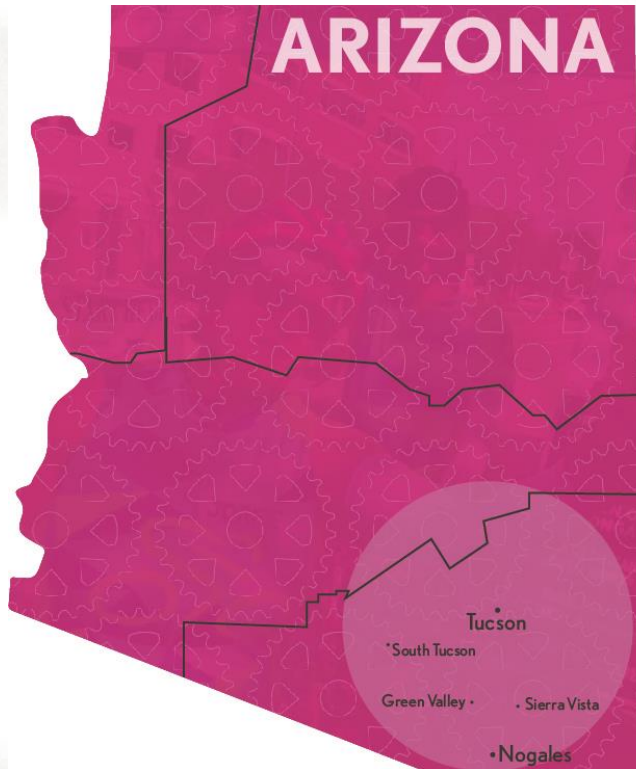 ARIZONA
Tucson
South Tucson
Green Valley
Sierra Vista
Nogales